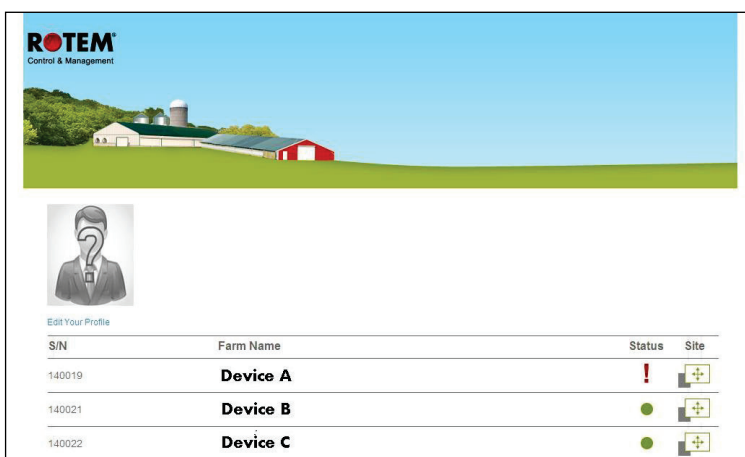 ROTEM®
Control & Management
Edit Your Profile
S/N Farm Name Status Site
140019 Device A !
140021 Device B
140022 Device C